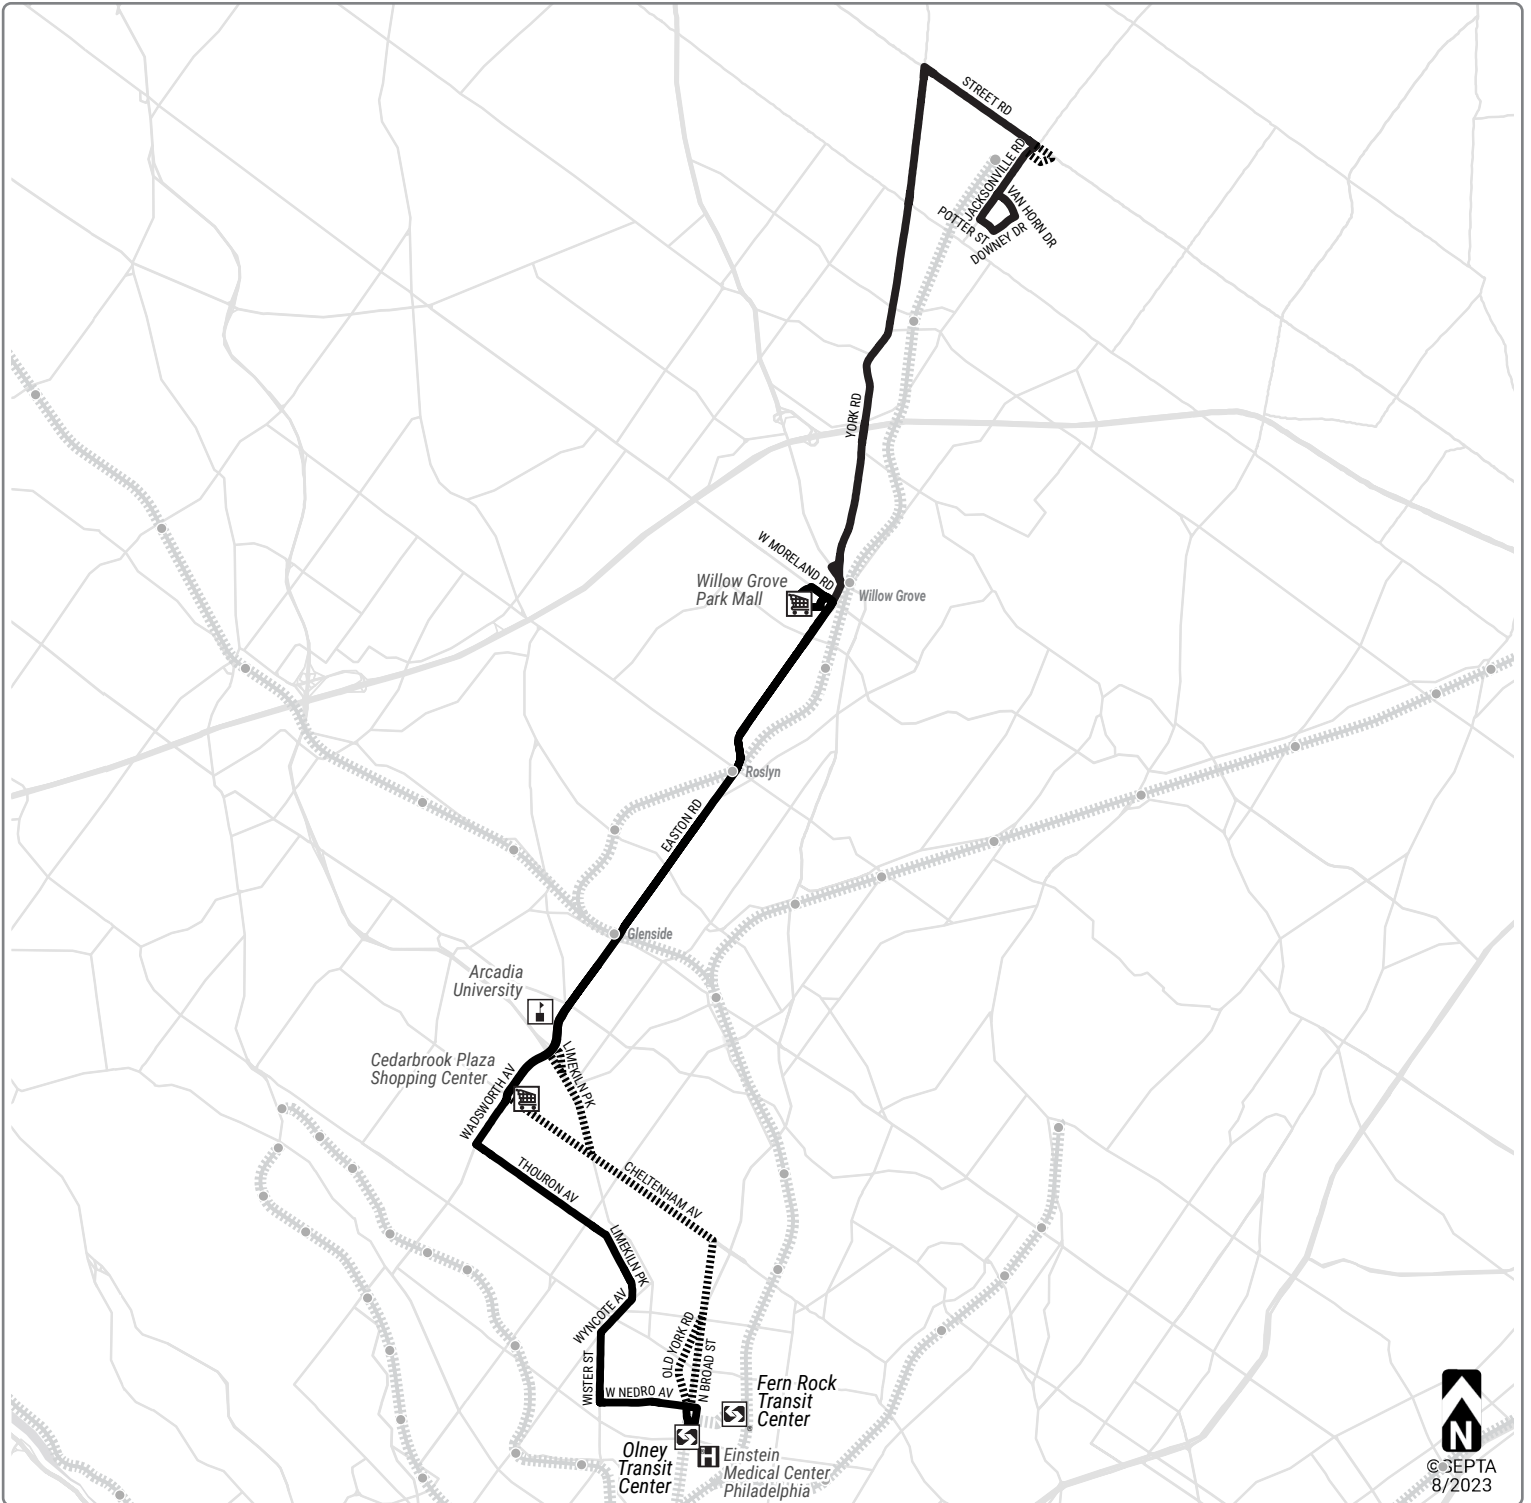 STREET RD
JACKSONVILLE RD
VAN HORN DR
POTTER ST
DOWNEY DR
YORK RD
W MORELAND RD
Willow Grove
Park Mall
Willow Grove
Roslyn
EASTON RD
Glenside
Arcadia
University
LIMEKILN PK
Cedarbrook Plaza
Shopping Center
WADSWORTH AV
THOURON AV
CHELTENHAM AV
LIMEKILN PK
WYNCOTE AV
OLD YORK RD
N BROAD ST
WISTER ST
W NEDRO AV
Fern Rock
Transit
Center
Olney
Transit
Center
H
Einstein
Medical Center
Philadelphia
N
©SEPTA
8/2023